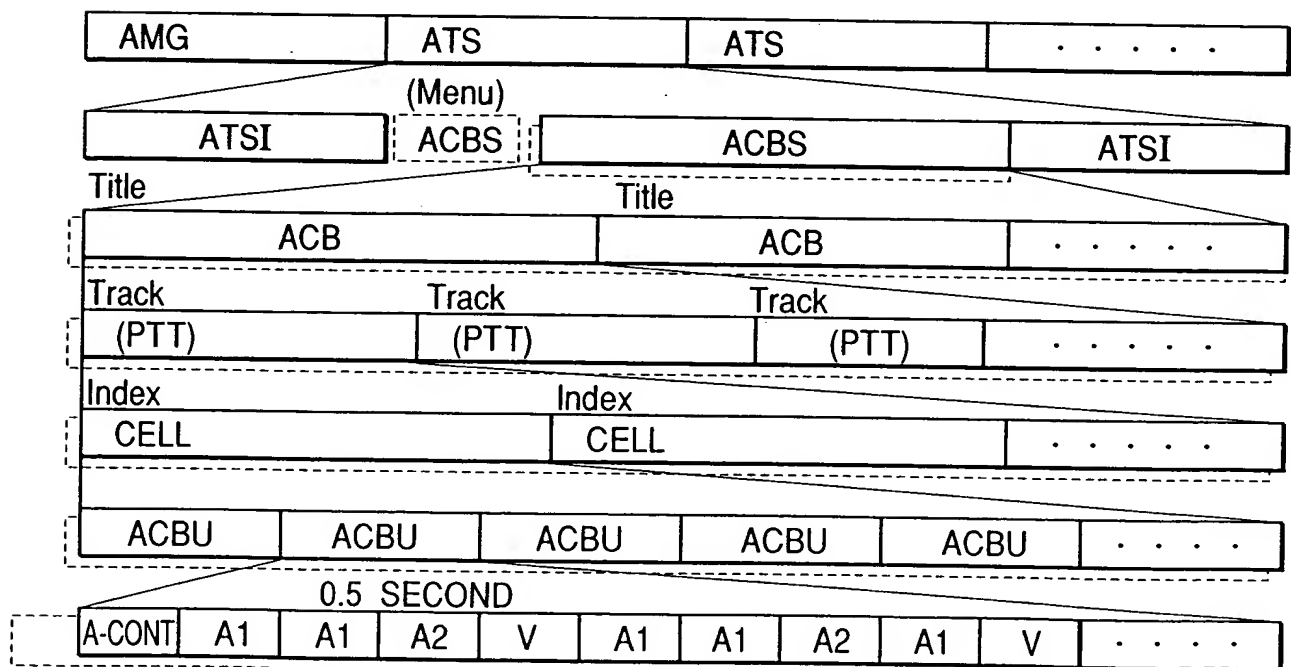 AMG ATS ATS . . . . .
(Menu)
ATSI ACBS ACBS ATSI
Title Title
ACB ACB . . . . .
Track Track Track
(PTT) (PTT) (PTT) . . . . .
Index Index
CELL CELL . . . . .
ACBU ACBU ACBU ACBU ACBU . . . .
0.5 SECOND
A-CONT A1 A1 A2 V A1 A1 A2 A1 V . . . .